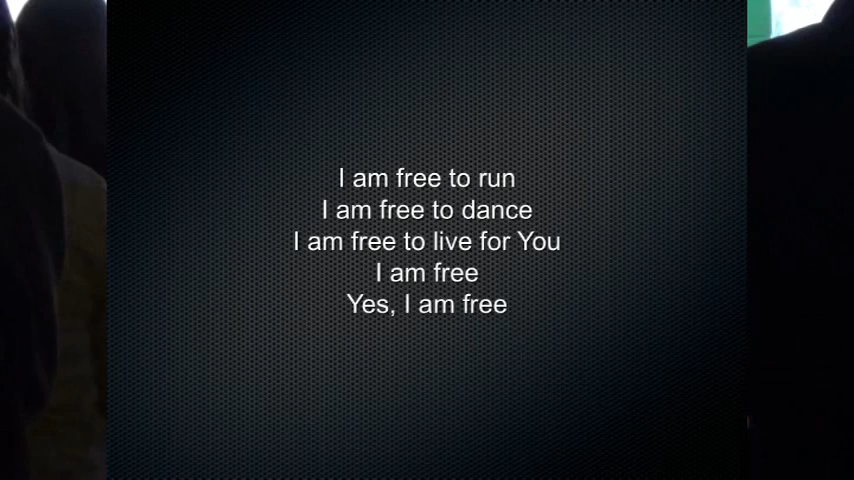 I am free to run
I am free to dance
I am free to live for You
I am free
Yes, I am free